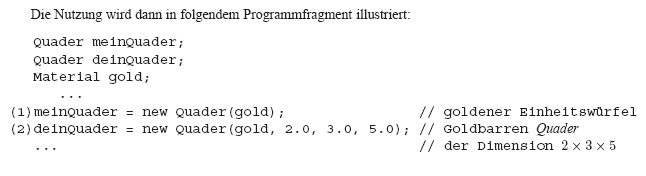 Die Nutzung wird dann in folgendem Programmfragment illustriert:
Quader meinQuader;
Quader deinQuader;
Material gold;
...
(1)meinQuader = new Quader(gold); // goldener Einheitswürfel
(2)deinQuader = new Quader(gold, 2.0, 3.0, 5.0); // Goldbarren Quader
... // der Dimension 2 × 3 × 5